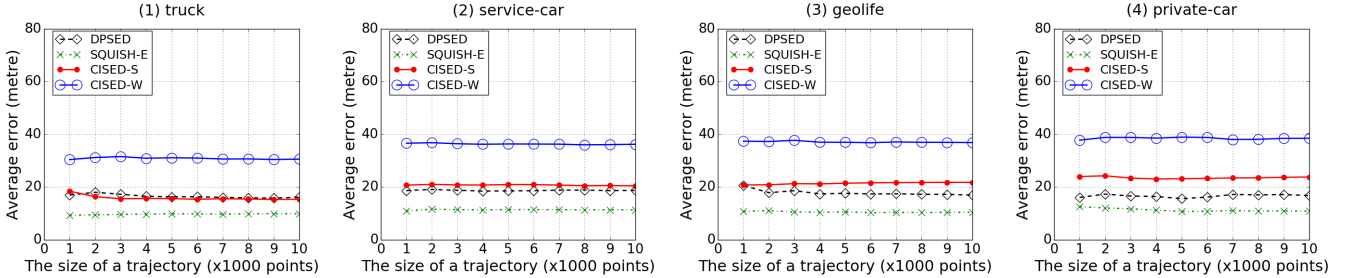 (1) truck
Average error (metre)
80
60
40
20
0
DPSED
SQUISH-E
CISED-S
CISED-W
0 1 2 3 4 5 6 7 8 9 10
The size of a trajectory (x1000 points)
(2) service-car
Average error (metre)
80
60
40
20
0
DPSED
SQUISH-E
CISED-S
CISED-W
0 1 2 3 4 5 6 7 8 9 10
The size of a trajectory (x1000 points)
(3) geolife
Average error (metre)
80
60
40
20
0
DPSED
SQUISH-E
CISED-S
CISED-W
0 1 2 3 4 5 6 7 8 9 10
The size of a trajectory (x1000 points)
(4) private-car
Average error (metre)
80
60
40
20
0
DPSED
SQUISH-E
CISED-S
CISED-W
0 1 2 3 4 5 6 7 8 9 10
The size of a trajectory (x1000 points)